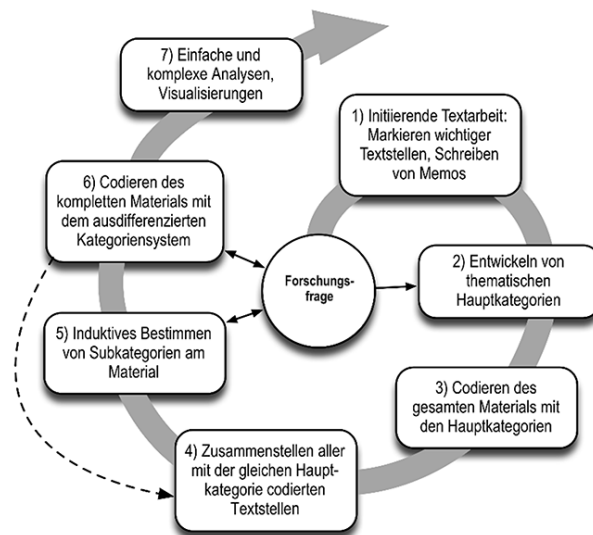 7) Einfache und
komplexe Analysen,
Visualisierungen
1) Initiierende Textarbeit:
Markieren wichtiger
Textstellen, Schreiben
von Memos
6) Codieren des
kompletten Materials mit
dem ausdifferenzierten
Kategoriensystem
Forschungs-
frage
2) Entwickeln von
thematischen
Hauptkategorien
5) Induktives Bestimmen
von Subkategorien am
Material
3) Codieren des
gesamten Materials mit
den Hauptkategorien
4) Zusammenstellen aller
mit der gleichen Haupt-
kategorie codierten
Textstellen